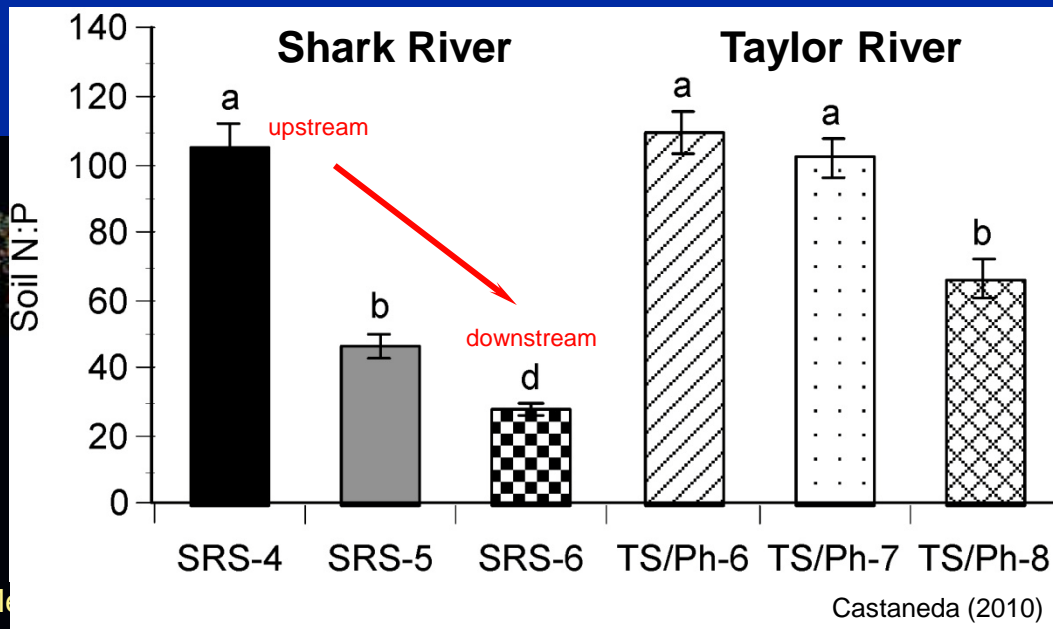 Shark River
Taylor River
Soil N:P
140
120
100
80
60
40
20
0
a
upstream
b
downstream
d
a
a
b
SRS-4 SRS-5 SRS-6 TS/Ph-6 TS/Ph-7 TS/Ph-8
Castaneda (2010)